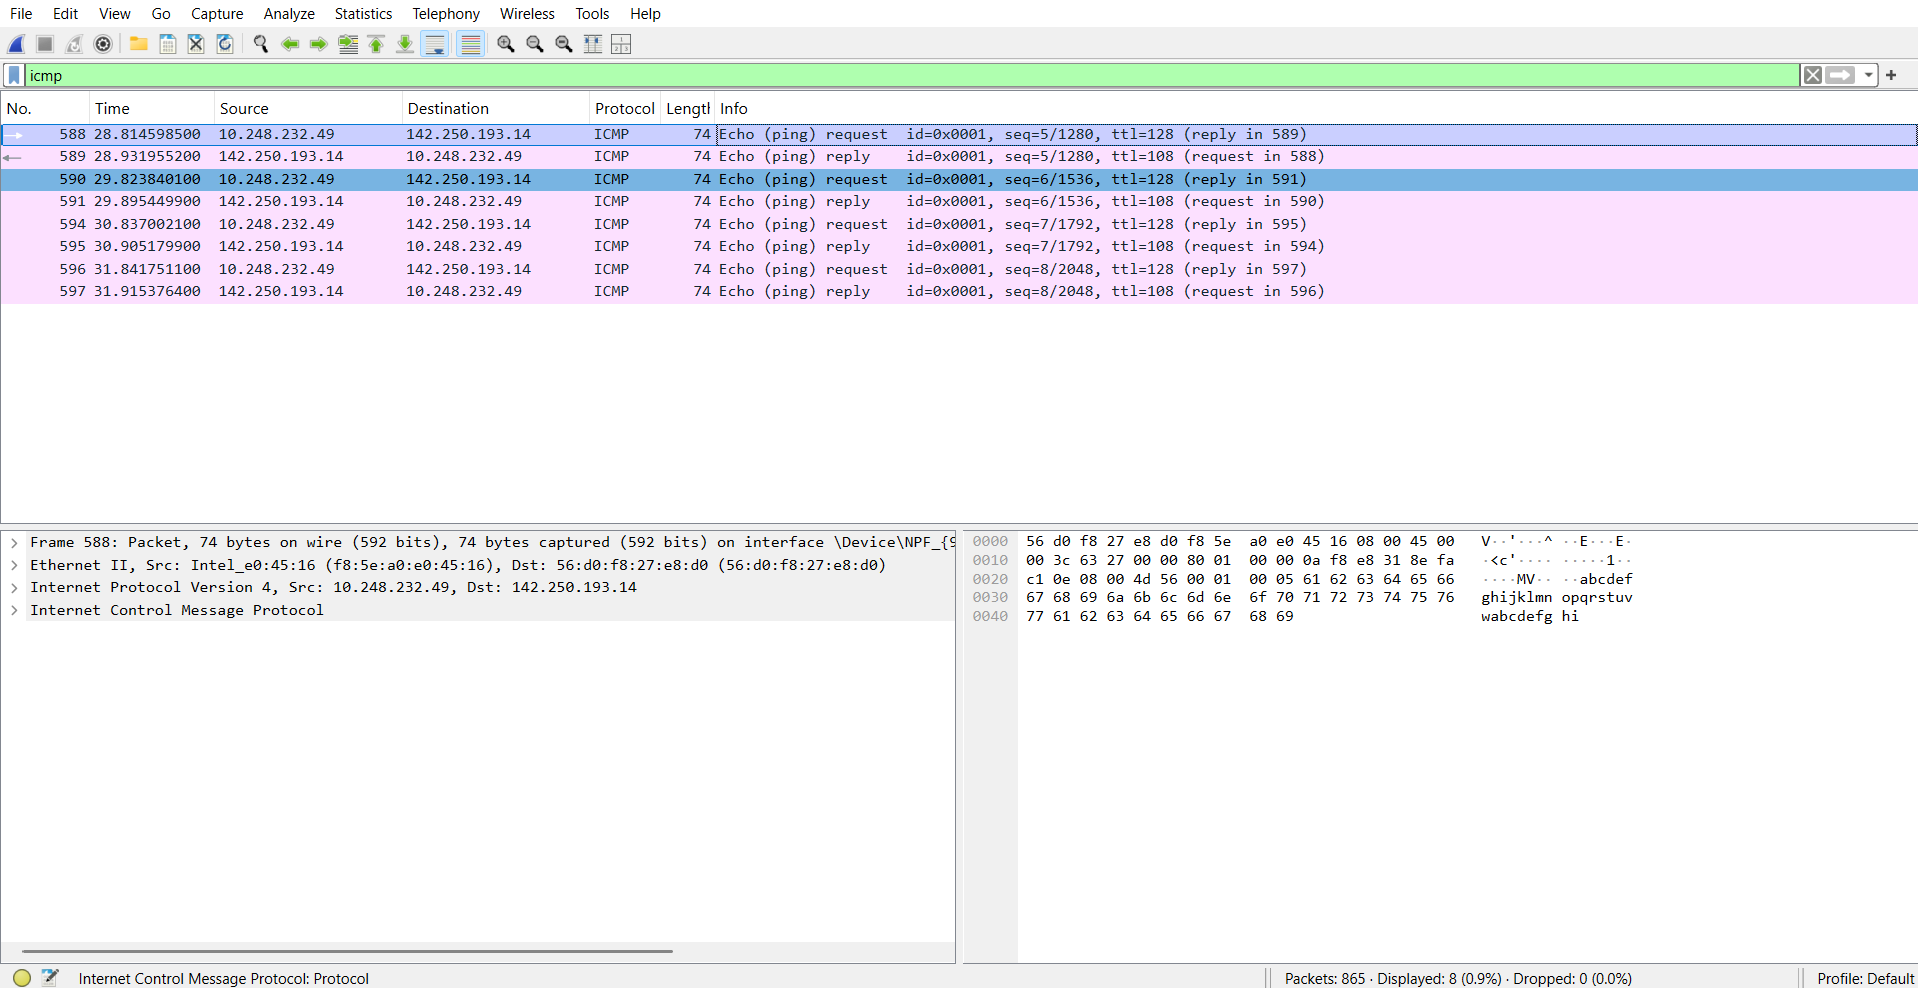 File Edit View Go Capture Analyze Statistics Telephony Wireless Tools Help
icmp
No. Time Source Destination Protocol Length Info
588 28.814598500 10.248.232.49 142.250.193.14 ICMP 74 Echo (ping) request id=0x0001, seq=5/1280, ttl=128 (reply in 589)
589 28.931955200 142.250.193.14 10.248.232.49 ICMP 74 Echo (ping) reply id=0x0001, seq=5/1280, ttl=108 (request in 588)
590 29.823840100 10.248.232.49 142.250.193.14 ICMP 74 Echo (ping) request id=0x0001, seq=6/1536, ttl=128 (reply in 591)
591 29.895449900 142.250.193.14 10.248.232.49 ICMP 74 Echo (ping) reply id=0x0001, seq=6/1536, ttl=108 (request in 590)
594 30.837002100 10.248.232.49 142.250.193.14 ICMP 74 Echo (ping) request id=0x0001, seq=7/1792, ttl=128 (reply in 595)
595 30.905179900 142.250.193.14 10.248.232.49 ICMP 74 Echo (ping) reply id=0x0001, seq=7/1792, ttl=108 (request in 594)
596 31.841751100 10.248.232.49 142.250.193.14 ICMP 74 Echo (ping) request id=0x0001, seq=8/2048, ttl=128 (reply in 597)
597 31.915376400 142.250.193.14 10.248.232.49 ICMP 74 Echo (ping) reply id=0x0001, seq=8/2048, ttl=108 (request in 596)
Frame 588: Packet, 74 bytes on wire (592 bits), 74 bytes captured (592 bits) on interface \Device\NPF_{9
Ethernet II, Src: Intel_e0:45:16 (f8:5e:a0:e0:45:16), Dst: 56:d0:f8:27:e8:d0 (56:d0:f8:27:e8:d0)
Internet Protocol Version 4, Src: 10.248.232.49, Dst: 142.250.193.14
Internet Control Message Protocol
0000 56 d0 f8 27 e8 d0 f8 5e a0 e0 45 16 08 00 45 00 V··'···^ ··E···E·
0010 00 3c 63 27 00 00 80 01 00 00 0a f8 e8 31 8e fa ·<c'···· ·····1··
0020 c1 0e 08 00 4d 56 00 01 00 05 61 62 63 64 65 66 ····MV·· ··abcdef
0030 67 68 69 6a 6b 6c 6d 6e 6f 70 71 72 73 74 75 76 ghijklmn opqrstuv
0040 77 61 62 63 64 65 66 67 68 69 wabcdefg hi
Internet Control Message Protocol: Protocol
Packets: 865 · Displayed: 8 (0.9%) · Dropped: 0 (0.0%)
Profile: Default